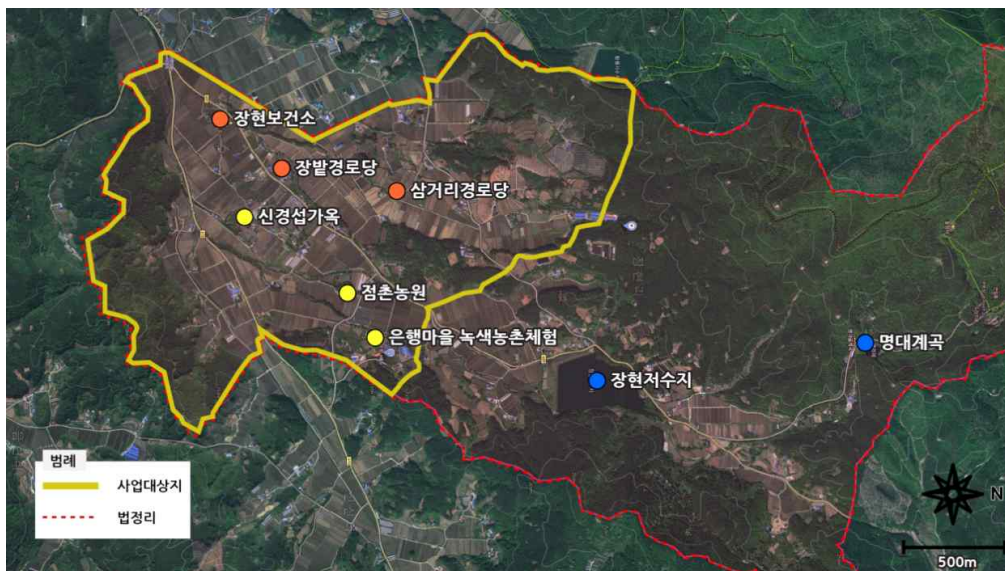 장현보건소
장밭경로당
삼거리경로당
신경섭가옥
점촌농원
은행마을 녹색농촌체험
명대계곡
장현저수지
범례
사업대상지
법정리
N
500m